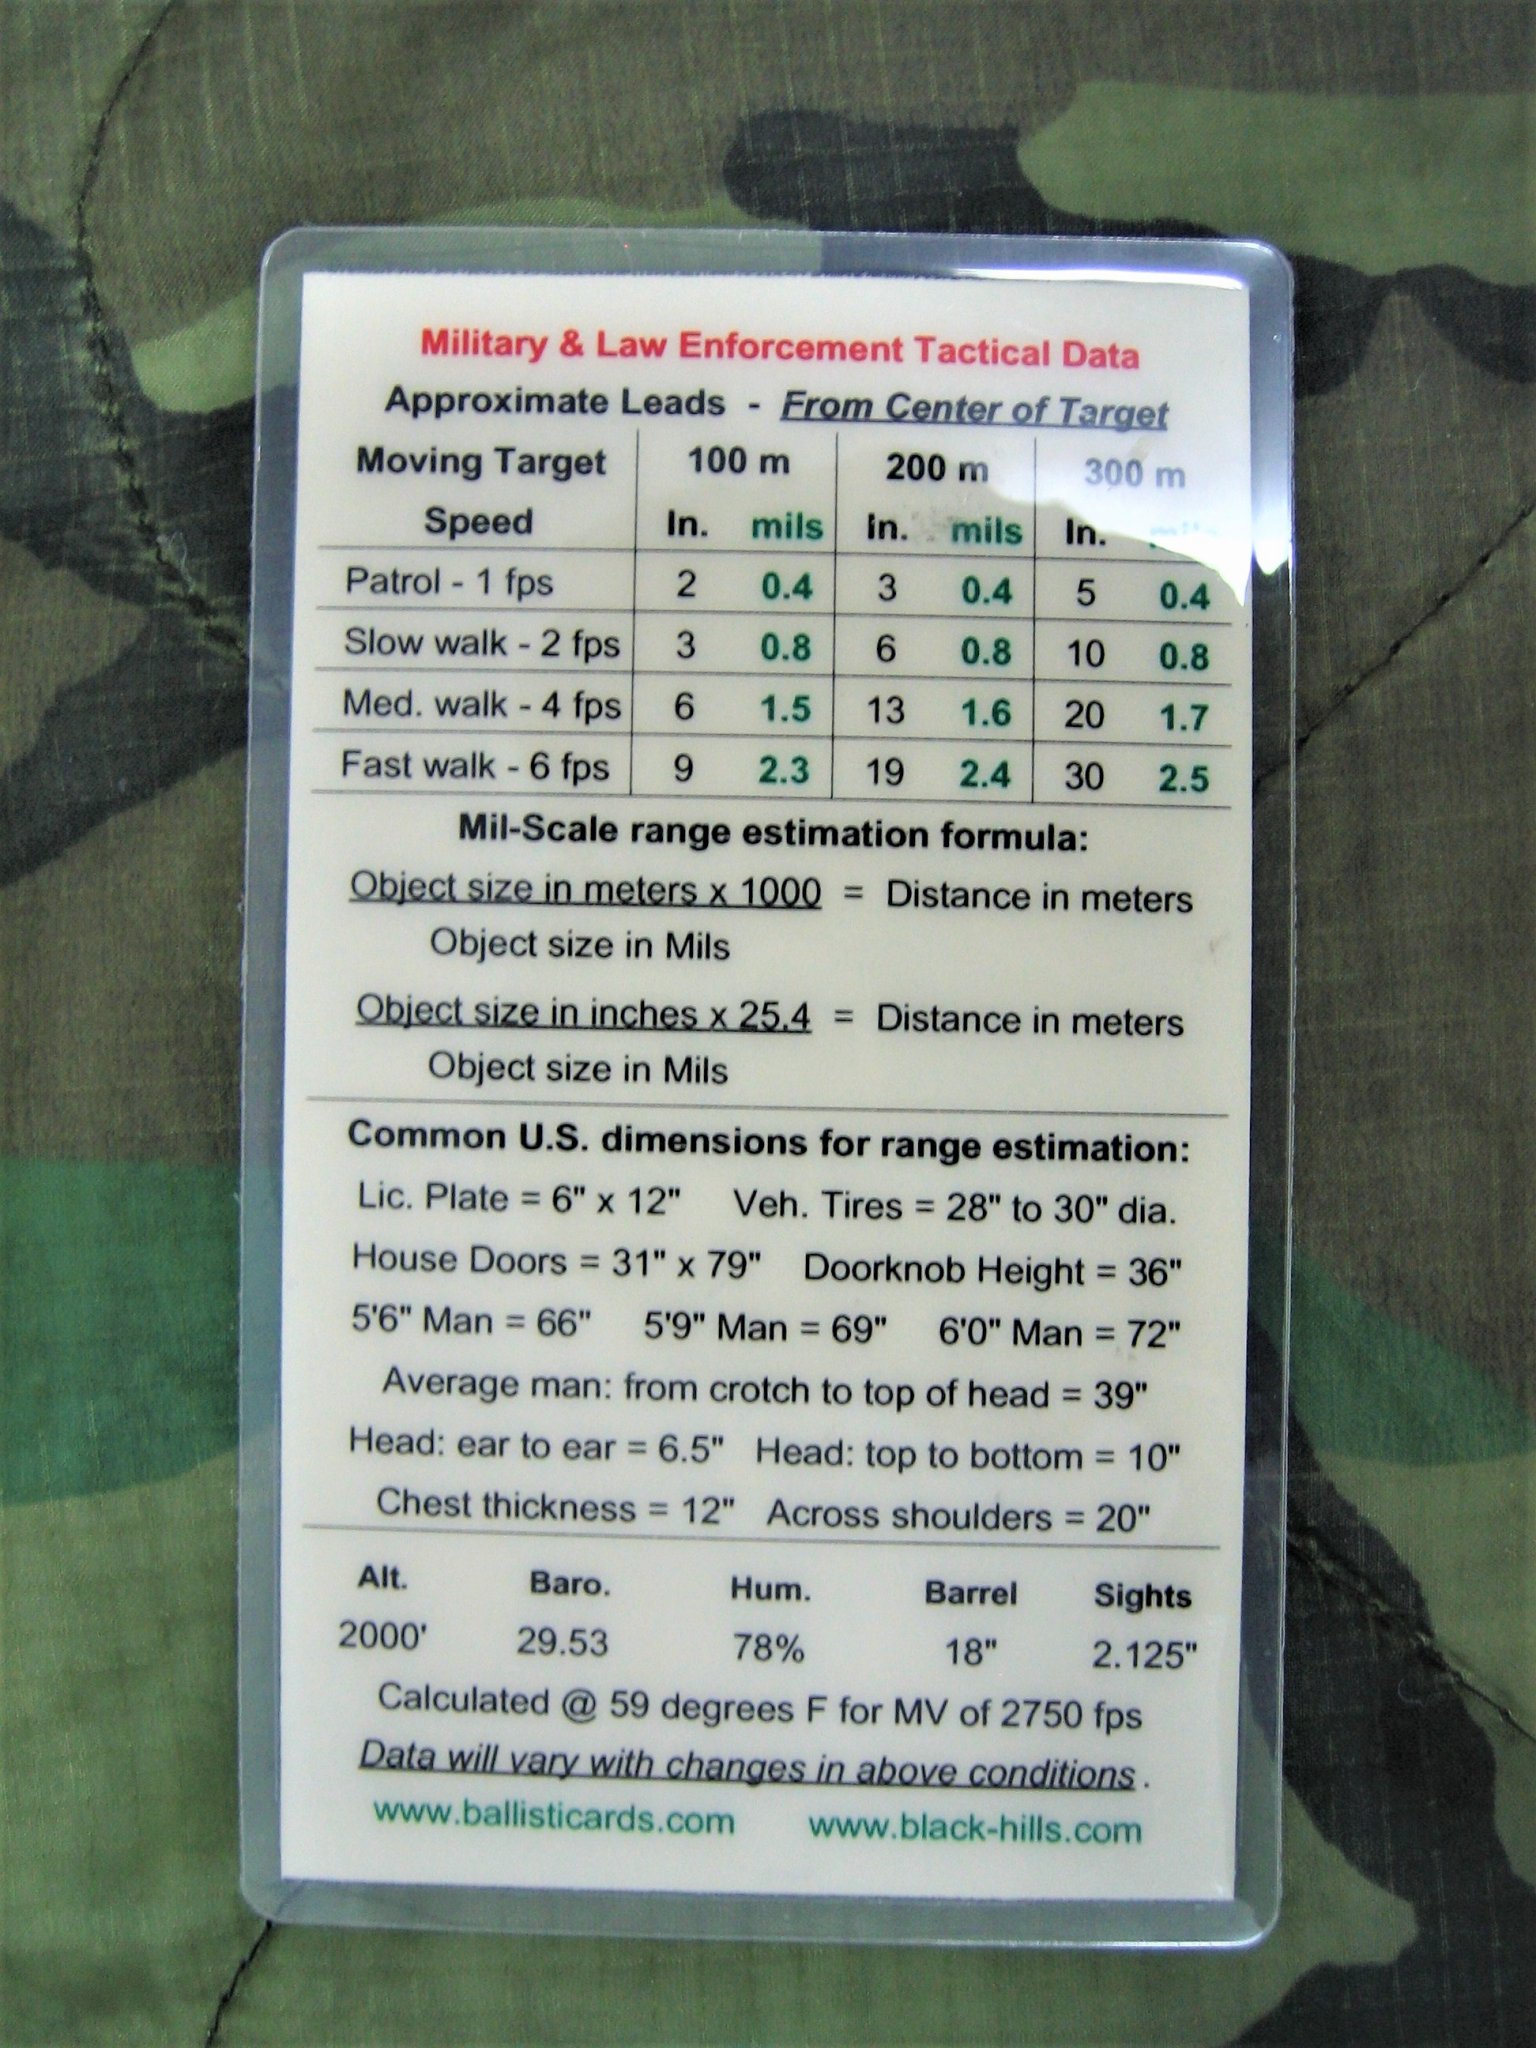 Military & Law Enforcement Tactical Data
Approximate Leads - From Center of Target
Moving Target 100 m 200 m 300 m
Speed In. mils In. mils In.
Patrol - 1 fps 2 0.4 3 0.4 5 0.4
Slow walk - 2 fps 3 0.8 6 0.8 10 0.8
Med. walk - 4 fps 6 1.5 13 1.6 20 1.7
Fast walk - 6 fps 9 2.3 19 2.4 30 2.5
Mil-Scale range estimation formula:
Object size in meters x 1000 = Distance in meters
Object size in Mils
Object size in inches x 25.4 = Distance in meters
Object size in Mils
Common U.S. dimensions for range estimation:
Lic. Plate = 6" x 12" Veh. Tires = 28" to 30" dia.
House Doors = 31" x 79" Doorknob Height = 36"
5'6" Man = 66" 5'9" Man = 69" 6'0" Man = 72"
Average man: from crotch to top of head = 39"
Head: ear to ear = 6.5" Head: top to bottom = 10"
Chest thickness = 12" Across shoulders = 20"
Alt. Baro. Hum. Barrel Sights
2000' 29.53 78% 18" 2.125"
Calculated @ 59 degrees F for MV of 2750 fps
Data will vary with changes in above conditions.
www.ballisticards.com www.black-hills.com